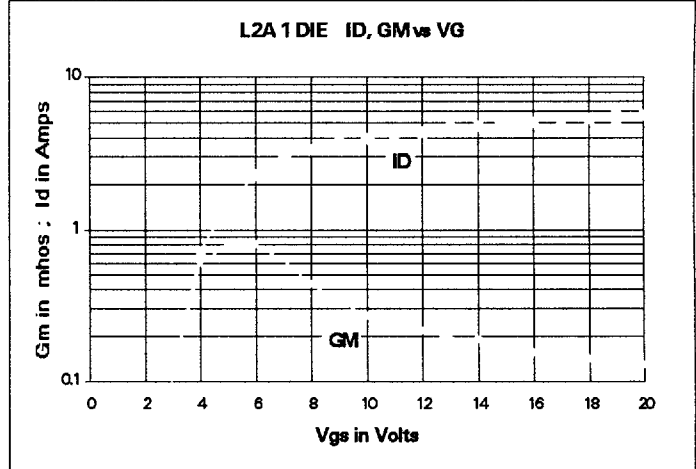 L2A 1 DIE ID, GM vs VG
10
1
0.1
Gm in mhos ; Id in Amps
ID
GM
0 2 4 6 8 10 12 14 16 18 20
Vgs in Volts